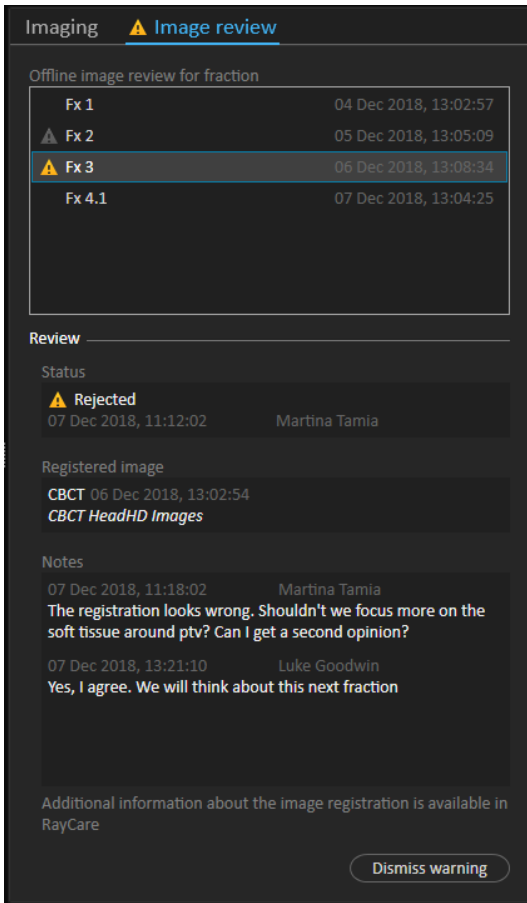 Imaging Image review
Offline image review for fraction
Fx 1 04 Dec 2018, 13:02:57
Fx 2 05 Dec 2018, 13:05:09
Fx 3 06 Dec 2018, 13:08:34
Fx 4.1 07 Dec 2018, 13:04:25
Review
Status
Rejected
07 Dec 2018, 11:12:02 Martina Tamia
Registered image
CBCT 06 Dec 2018, 13:02:54
CBCT HeadHD Images
Notes
07 Dec 2018, 11:18:02 Martina Tamia
The registration looks wrong. Shouldn't we focus more on the
soft tissue around ptv? Can I get a second opinion?
07 Dec 2018, 13:21:10 Luke Goodwin
Yes, I agree. We will think about this next fraction
Additional information about the image registration is available in
RayCare
Dismiss warning